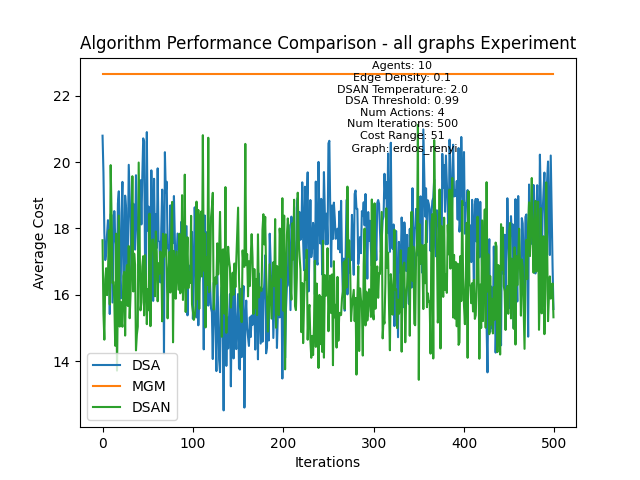 Algorithm Performance Comparison - all graphs Experiment
Agents: 10
Edge Density: 0.1
DSAN Temperature: 2.0
DSA Threshold: 0.99
Num Actions: 4
Num Iterations: 500
Cost Range: 51
Graph: erdos_renyi
Average Cost
22
20
18
16
14
DSA
MGM
DSAN
0
100
200
300
400
500
Iterations